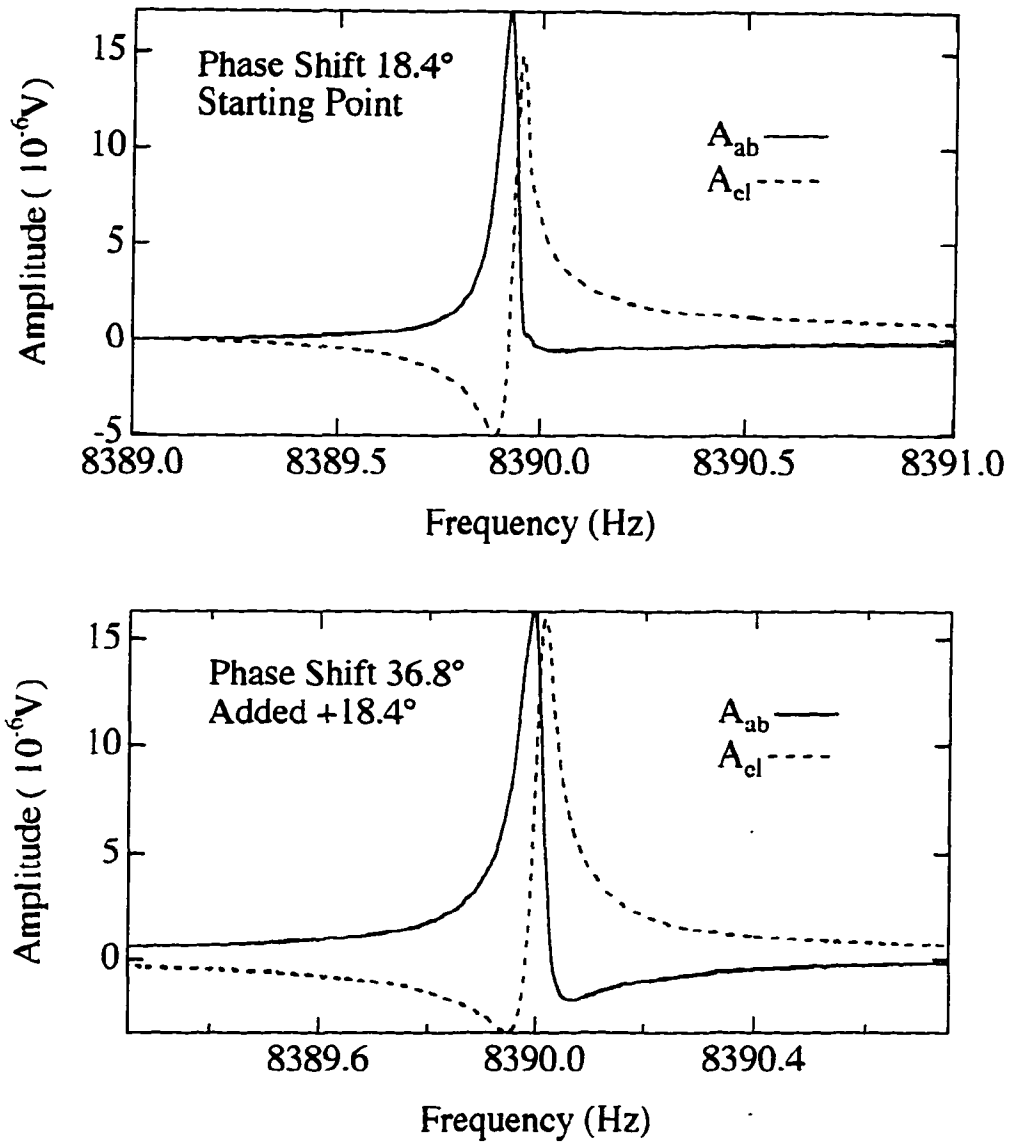 15
10
5
0
-5
Amplitude ( 10⁻⁶V)
Phase Shift 18.4°
Starting Point
A_ab
A_el
8389.0 8389.5 8390.0 8390.5 8391.0
Frequency (Hz)
15
10
5
0
Amplitude ( 10⁻⁶V)
Phase Shift 36.8°
Added +18.4°
A_ab
A_el
8389.6 8390.0 8390.4
Frequency (Hz)